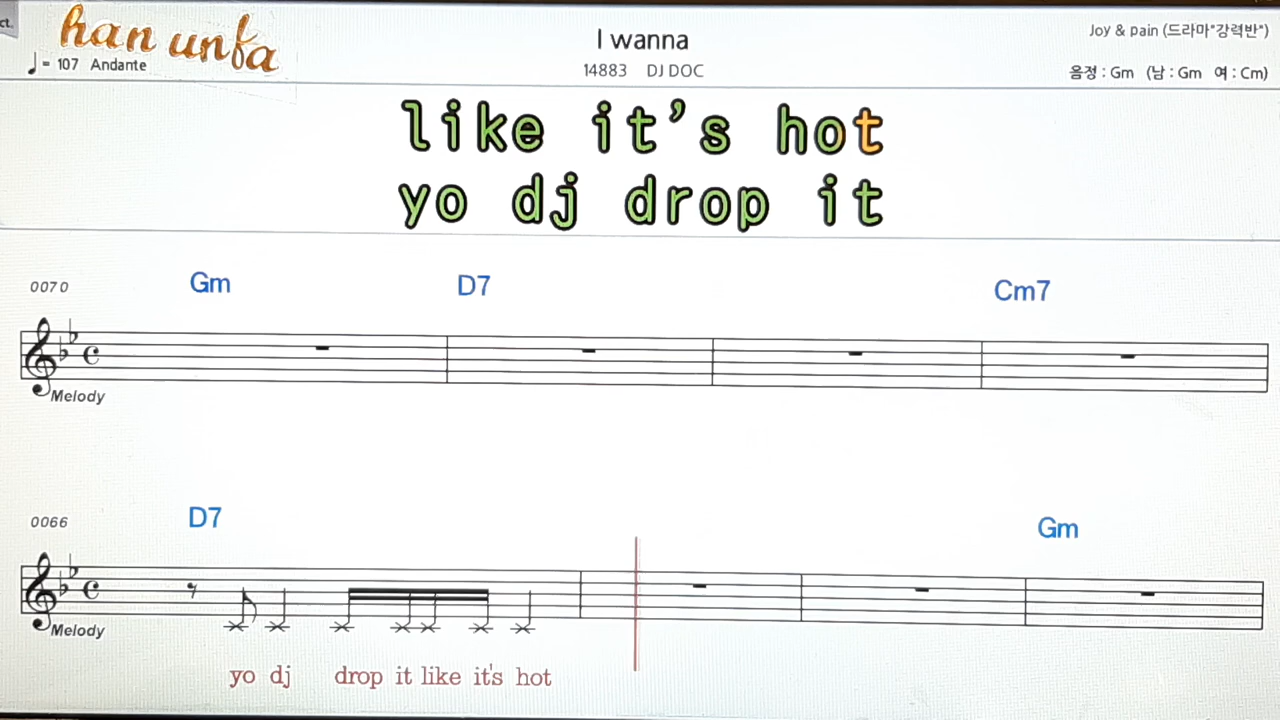 ct.
han unfa
♩= 107 Andante
I wanna
14883 DJ DOC
Joy & pain (드라마"강력반")
음정 : Gm (남 : Gm 여 : Cm)
like it's hot
yo dj drop it
0070 Gm D7 Cm7
Melody
0066 D7 Gm
Melody
yo dj drop it like it's hot